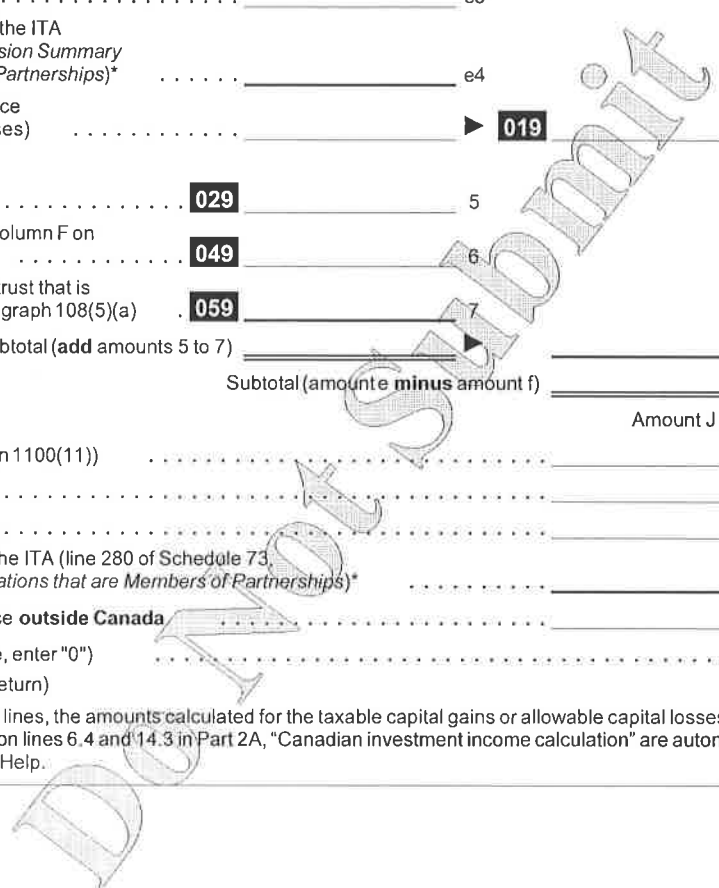 the ITA
sion Summary
Partnerships)* . . . . . . e4
ce
ses) . . . . . . . . . . . . ▶ 019
. . . . . . . . . . . . . . 029 5
olumn F on
. . . . . . . . . . . . 049 6
rust that is
graph 108(5)(a) . 059 7
btotal (add amounts 5 to 7) ▶
Subtotal (amount e minus amount f)
Amount J
n 1100(11))
he ITA (line 280 of Schedule 73,
ations that are Members of Partnerships)*
se outside Canada
e, enter "0")
eturn)
lines, the amounts calculated for the taxable capital gains or allowable capital losses
on lines 6.4 and 14.3 in Part 2A, "Canadian investment income calculation" are auton
Help.
Do Not Submit